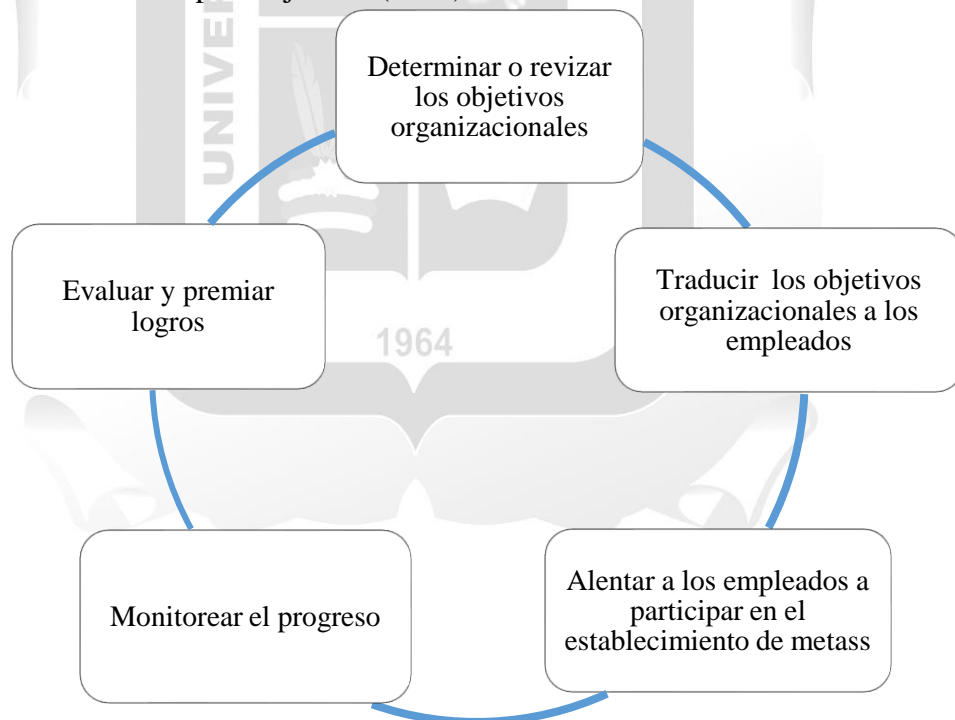 Determinar o revizar
los objetivos
organizacionales
Traducir los objetivos
organizacionales a los
empleados
Alentar a los empleados a
participar en el
establecimiento de metass
Monitorear el progreso
Evaluar y premiar
logros
UNIVER
1964